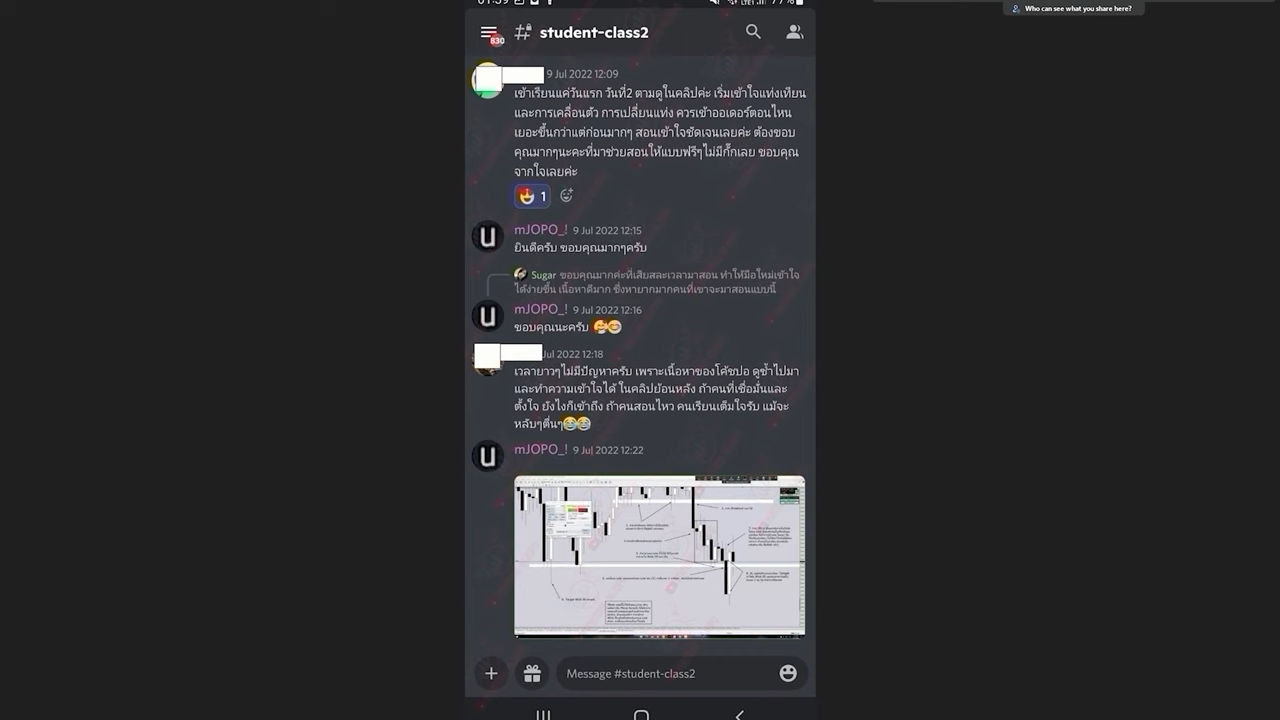 01:39
77%
Who can see what you share here?
830
student-class2
9 Jul 2022 12:09
เข้าเรียนแค่วันแรก วันที่2 ตามดูในคลิปค่ะ เริ่มเข้าใจแท่งเทียน
และการเคลื่อนตัว การเปลี่ยนแท่ง ควรเข้าออเดอร์ตอนไหน
เยอะขึ้นกว่าแต่ก่อนมากๆ สอนเข้าใจชัดเจนเลยค่ะ ต้องขอบ
คุณมากๆนะคะที่มาช่วยสอนให้แบบฟรีๆไม่มีกั๊กเลย ขอบคุณ
จากใจเลยค่ะ
1
mJOPO_! 9 Jul 2022 12:15
ยินดีครับ ขอบคุณมากๆครับ
Sugar ขอบคุณมากค่ะที่เสียสละเวลามาสอน ทำให้มือใหม่เข้าใจ
ได้ง่ายขึ้น เนื้อหาดีมาก ซึ่งหายากมากคนที่เขาจะมาสอนแบบนี้
mJOPO_! 9 Jul 2022 12:16
ขอบคุณนะครับ
Jul 2022 12:18
เวลายาวๆไม่มีปัญหาครับ เพราะเนื้อหาของโค้ชปอ ดูซ้ำไปมา
และทำความเข้าใจได้ ในคลิปย้อนหลัง ถ้าคนที่เชื่อมั่นและ
ตั้งใจ ยังไงก็เข้าถึง ถ้าคนสอนไหว คนเรียนเต็มใจรับ แม้จะ
หลับๆตื่นๆ
mJOPO_! 9 Jul 2022 12:22
Message #student-class2